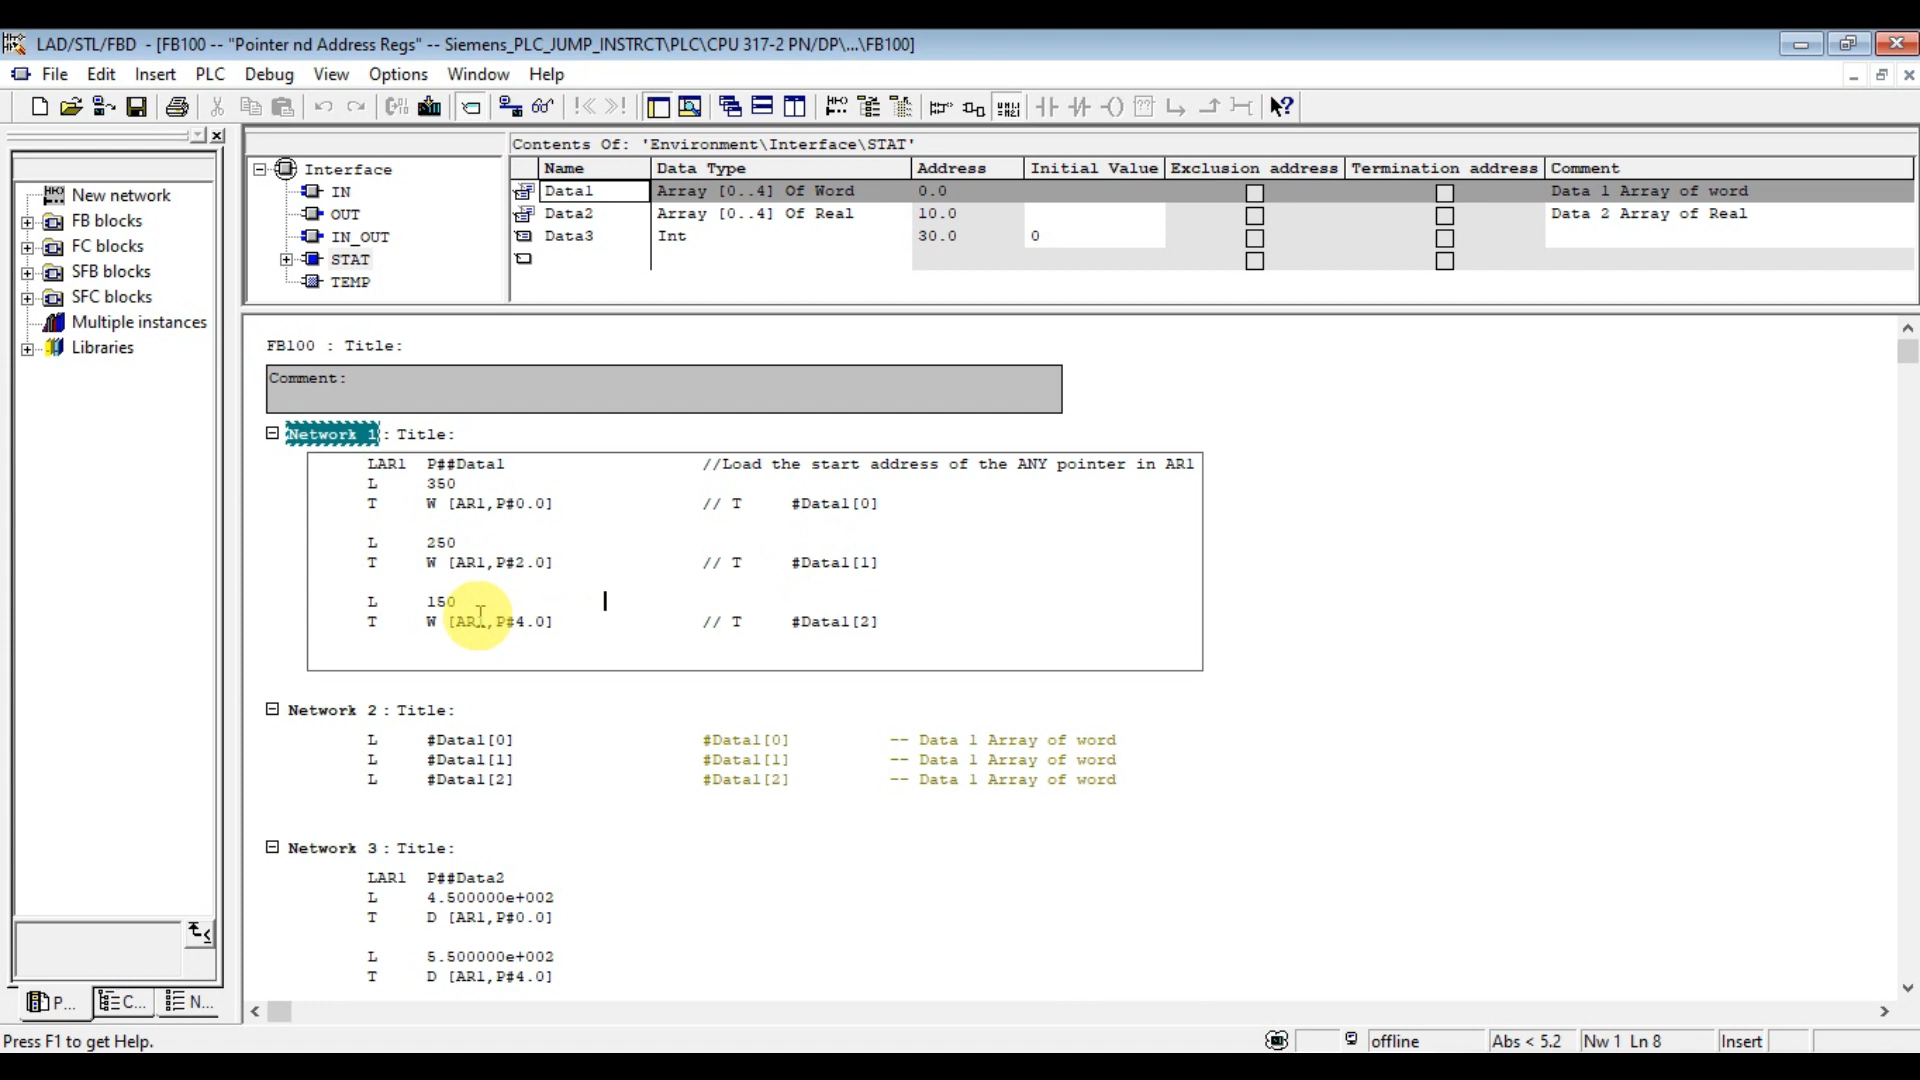 LAD/STL/FBD - [FB100 -- "Pointer nd Address Regs" -- Siemens_PLC_JUMP_INSTRCT\PLC\CPU 317-2 PN/DP\...\FB100]
File Edit Insert PLC Debug View Options Window Help
New network
FB blocks
FC blocks
SFB blocks
SFC blocks
Multiple instances
Libraries
P... C... N...
Interface
IN
OUT
IN_OUT
STAT
TEMP
Contents Of: 'Environment\Interface\STAT'
Name Data Type Address Initial Value Exclusion address Termination address Comment
Data1 Array [0..4] Of Word 0.0 Data 1 Array of word
Data2 Array [0..4] Of Real 10.0 Data 2 Array of Real
Data3 Int 30.0 0
FB100 : Title:
Comment:
Network 1: Title:
LAR1 P##Data1 //Load the start address of the ANY pointer in AR1
L 350
T W [AR1,P#0.0] // T #Data1[0]
L 250
T W [AR1,P#2.0] // T #Data1[1]
L 150
T W [AR1,P#4.0] // T #Data1[2]
Network 2: Title:
L #Data1[0] #Data1[0] -- Data 1 Array of word
L #Data1[1] #Data1[1] -- Data 1 Array of word
L #Data1[2] #Data1[2] -- Data 1 Array of word
Network 3: Title:
LAR1 P##Data2
L 4.500000e+002
T D [AR1,P#0.0]
L 5.500000e+002
T D [AR1,P#4.0]
Press F1 to get Help. offline Abs < 5.2 Nw 1 Ln 8 Insert